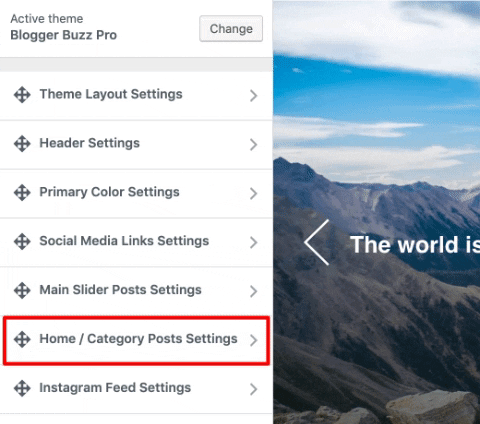 Active theme
Blogger Buzz Pro
Change
Theme Layout Settings
Header Settings
Primary Color Settings
Social Media Links Settings
Main Slider Posts Settings
Home / Category Posts Settings
Instagram Feed Settings
The world is